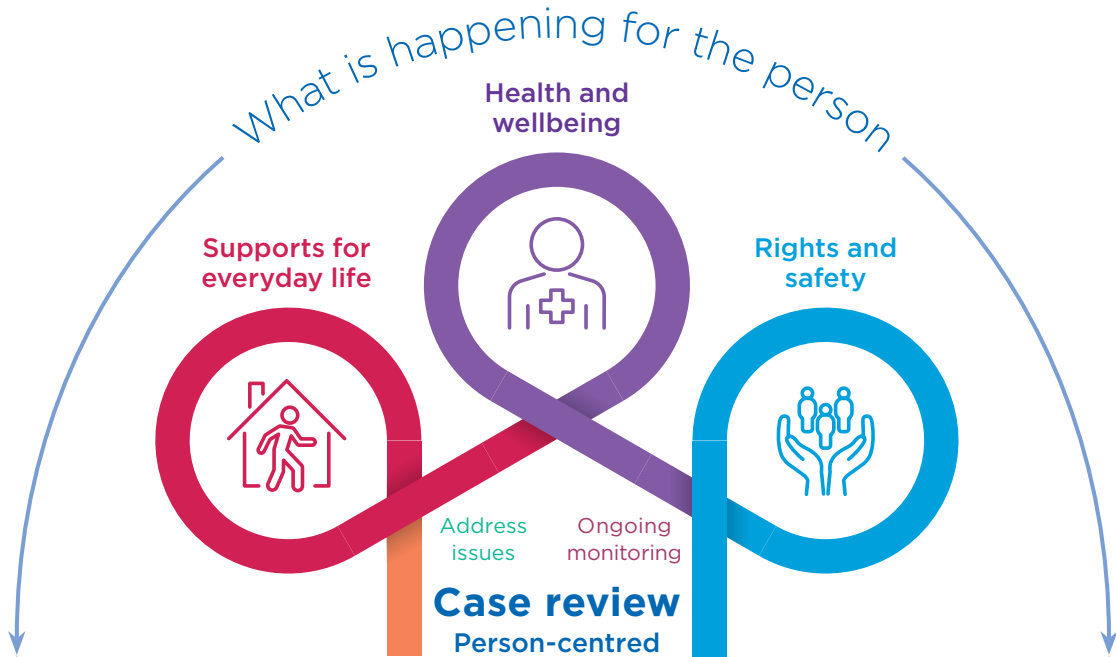 What is happening for the person
Health and
wellbeing
Supports for
everyday life
Rights and
safety
Address
issues
Ongoing
monitoring
Case review
Person-centred